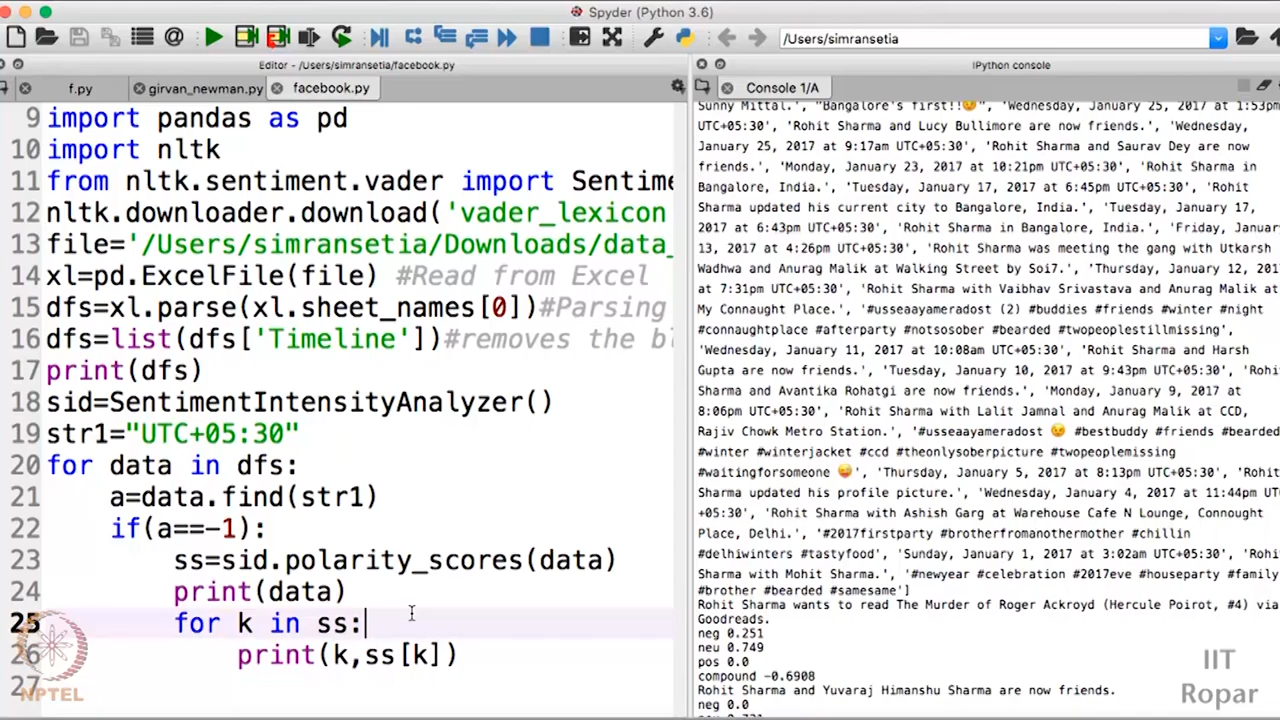 Spyder (Python 3.6)
/Users/simransetia
Editor - /Users/simransetia/facebook.py
IPython console
f.py
girvan_newman.py
facebook.py
Console 1/A
9 import pandas as pd
10 import nltk
11 from nltk.sentiment.vader import Sentime
12 nltk.downloader.download('vader_lexicon
13 file='/Users/simransetia/Downloads/data_
14 xl=pd.ExcelFile(file) #Read from Excel
15 dfs=xl.parse(xl.sheet_names[0])#Parsing
16 dfs=list(dfs['Timeline'])#removes the bl
17 print(dfs)
18 sid=SentimentIntensityAnalyzer()
19 str1="UTC+05:30"
20 for data in dfs:
21 a=data.find(str1)
22 if(a==-1):
23 ss=sid.polarity_scores(data)
24 print(data)
25 for k in ss:
26 print(k,ss[k])
27
Sunny Mittal.', "Bangalore's first!!😉", 'Wednesday, January 25, 2017 at 1:53pm
UTC+05:30', 'Rohit Sharma and Lucy Bullimore are now friends.', 'Wednesday,
January 25, 2017 at 9:17am UTC+05:30', 'Rohit Sharma and Saurav Dey are now
friends.', 'Monday, January 23, 2017 at 10:21pm UTC+05:30', 'Rohit Sharma in
Bangalore, India.', 'Tuesday, January 17, 2017 at 6:45pm UTC+05:30', 'Rohit
Sharma updated his current city to Bangalore, India.', 'Tuesday, January 17,
2017 at 6:43pm UTC+05:30', 'Rohit Sharma in Bangalore, India.', 'Friday, January
13, 2017 at 4:26pm UTC+05:30', 'Rohit Sharma was meeting the gang with Utkarsh
Wadhwa and Anurag Malik at Walking Street by Soi7.', 'Thursday, January 12, 2017
at 7:31pm UTC+05:30', 'Rohit Sharma with Vaibhav Srivastava and Anurag Malik at
My Connaught Place.', '#usseaayameradost (2) #buddies #friends #winter #night
#connaughtplace #afterparty #notsosober #bearded #twopeoplestillmissing',
'Wednesday, January 11, 2017 at 10:08am UTC+05:30', 'Rohit Sharma and Harsh
Gupta are now friends.', 'Tuesday, January 10, 2017 at 9:43pm UTC+05:30', 'Rohit
Sharma and Avantika Rohatgi are now friends.', 'Monday, January 9, 2017 at
8:06pm UTC+05:30', 'Rohit Sharma with Lalit Jamnal and Anurag Malik at CCD,
Rajiv Chowk Metro Station.', '#usseaayameradost 😉 #bestbuddy #friends #bearded
#winter #winterjacket #ccd #theonlysoberpicture #twopeoplemissing
#waitingforsomeone 😜', 'Thursday, January 5, 2017 at 8:13pm UTC+05:30', 'Rohit
Sharma updated his profile picture.', 'Wednesday, January 4, 2017 at 11:44pm UTC
+05:30', 'Rohit Sharma with Ashish Garg at Warehouse Cafe N Lounge, Connought
Place, Delhi.', '#2017firstparty #brotherfromanothermother #chillin
#delhiwinters #tastyfood', 'Sunday, January 1, 2017 at 3:02am UTC+05:30', 'Rohit
Sharma with Mohit Sharma.', '#newyear #celebration #2017eve #houseparty #family
#brother #bearded #samesame']
Rohit Sharma wants to read The Murder of Roger Ackroyd (Hercule Poirot, #4) via
Goodreads.
neg 0.251
neu 0.749
pos 0.0
compound -0.6908
Rohit Sharma and Yuvaraj Himanshu Sharma are now friends.
neg 0.0
NPTEL
IIT
Ropar